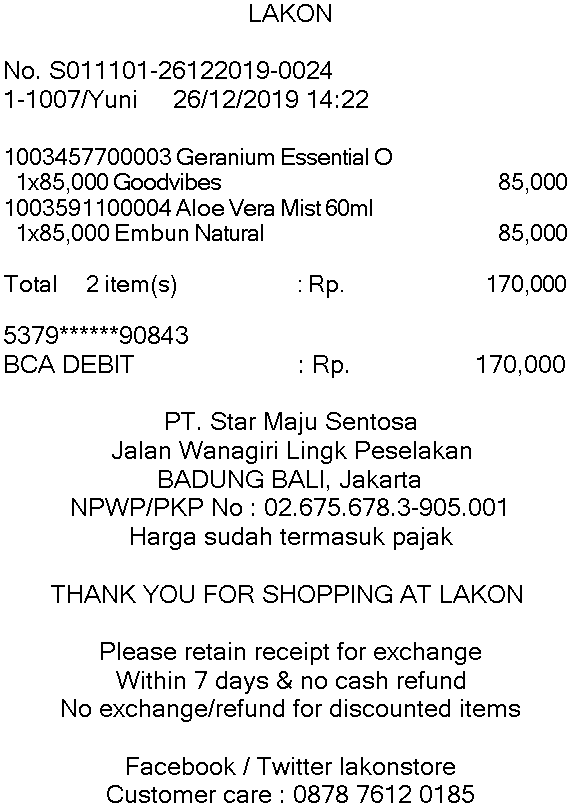 LAKON
No. S011101-26122019-0024
1-1007/Yuni 26/12/2019 14:22
1003457700003 Geranium Essential O
1x85,000 Goodvibes 85,000
1003591100004 Aloe Vera Mist 60ml
1x85,000 Embun Natural 85,000
Total 2 item(s) : Rp. 170,000
5379******90843
BCA DEBIT : Rp. 170,000
PT. Star Maju Sentosa
Jalan Wanagiri Lingk Peselakan
BADUNG BALI, Jakarta
NPWP/PKP No : 02.675.678.3-905.001
Harga sudah termasuk pajak
THANK YOU FOR SHOPPING AT LAKON
Please retain receipt for exchange
Within 7 days & no cash refund
No exchange/refund for discounted items
Facebook / Twitter lakonstore
Customer care : 0878 7612 0185